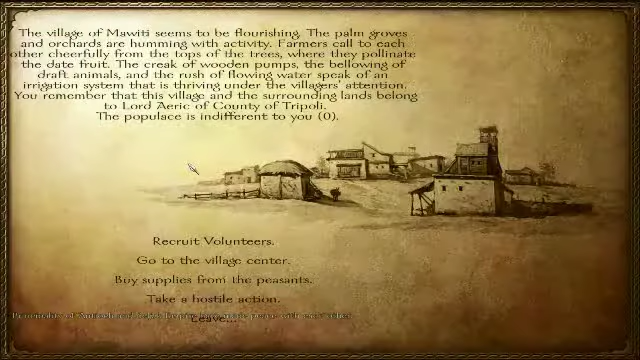 The village of Mawiti seems to be flourishing. The palm groves
and orchards are humming with activity. Farmers call to each
other cheerfully from the tops of the trees, where they pollinate
the date fruit. The creak of wooden pumps, the bellowing of
draft animals, and the rush of flowing water speak of an
irrigation system that is thriving under the villagers' attention.
You remember that this village and the surrounding lands belong
to Lord Aeric of County of Tripoli.
The populace is indifferent to you (0).
Recruit Volunteers.
Go to the village center.
Buy supplies from the peasants.
Take a hostile action.
Leave...